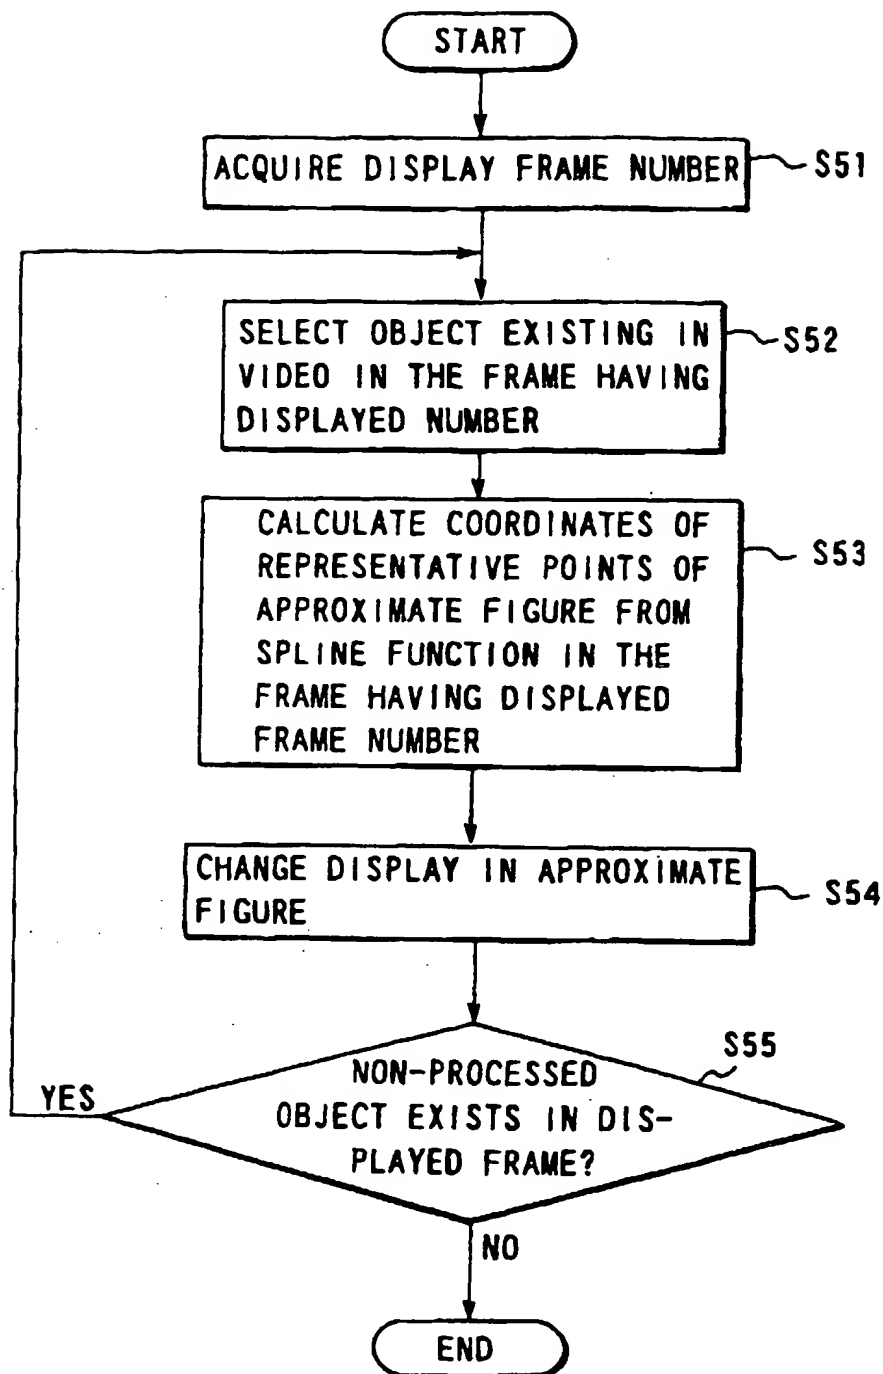 START
ACQUIRE DISPLAY FRAME NUMBER
S51
SELECT OBJECT EXISTING IN
VIDEO IN THE FRAME HAVING
DISPLAYED NUMBER
S52
CALCULATE COORDINATES OF
REPRESENTATIVE POINTS OF
APPROXIMATE FIGURE FROM
SPLINE FUNCTION IN THE
FRAME HAVING DISPLAYED
FRAME NUMBER
S53
CHANGE DISPLAY IN APPROXIMATE
FIGURE
S54
S55
NON-PROCESSED
OBJECT EXISTS IN DIS-
PLAYED FRAME?
YES
NO
END